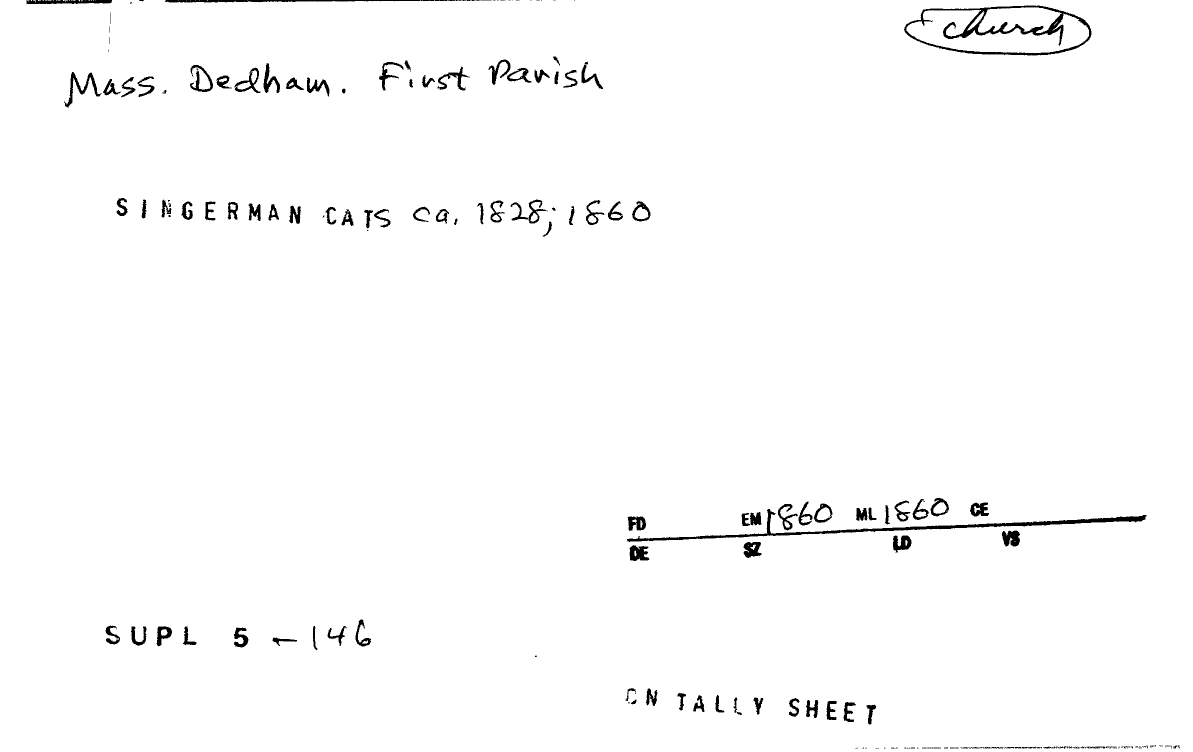 church
Mass. Dedham. First Parish
SINGERMAN CATS ca. 1828; 1860
FD EM 1860 ML 1860 CE
DE SZ LD VS
SUPL 5 - 146
ON TALLY SHEET